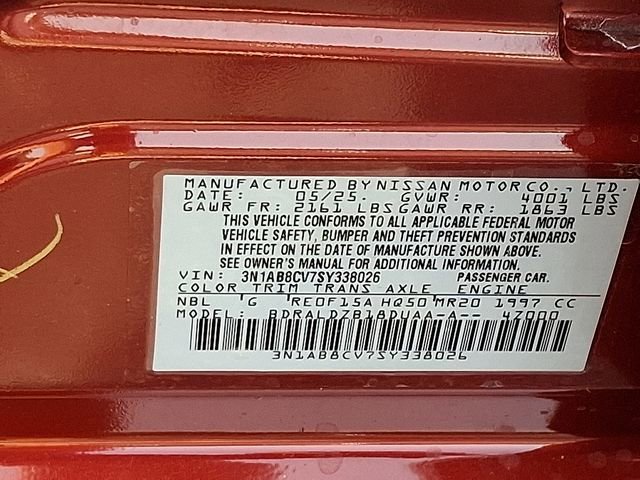 MANUFACTURED BY NISSAN MOTOR CO., LTD.
DATE: 05/25. GVWR: 4001 LBS
GAWR FR: 2161 LBS GAWR RR: 1863 LBS
THIS VEHICLE CONFORMS TO ALL APPLICABLE FEDERAL MOTOR
VEHICLE SAFETY, BUMPER AND THEFT PREVENTION STANDARDS
IN EFFECT ON THE DATE OF MANUFACTURE SHOWN ABOVE.
SEE OWNER'S MANUAL FOR ADDITIONAL INFORMATION.
VIN: 3N1AB8CV7SY338026 PASSENGER CAR.
COLOR TRIM TRANS AXLE ENGINE
NBL 'G 'RE0F15A HQ50 MR20 1997 CC
MODEL: BDRALDZB18DUAA-A-- 47000
3N1AB8CV7SY338026